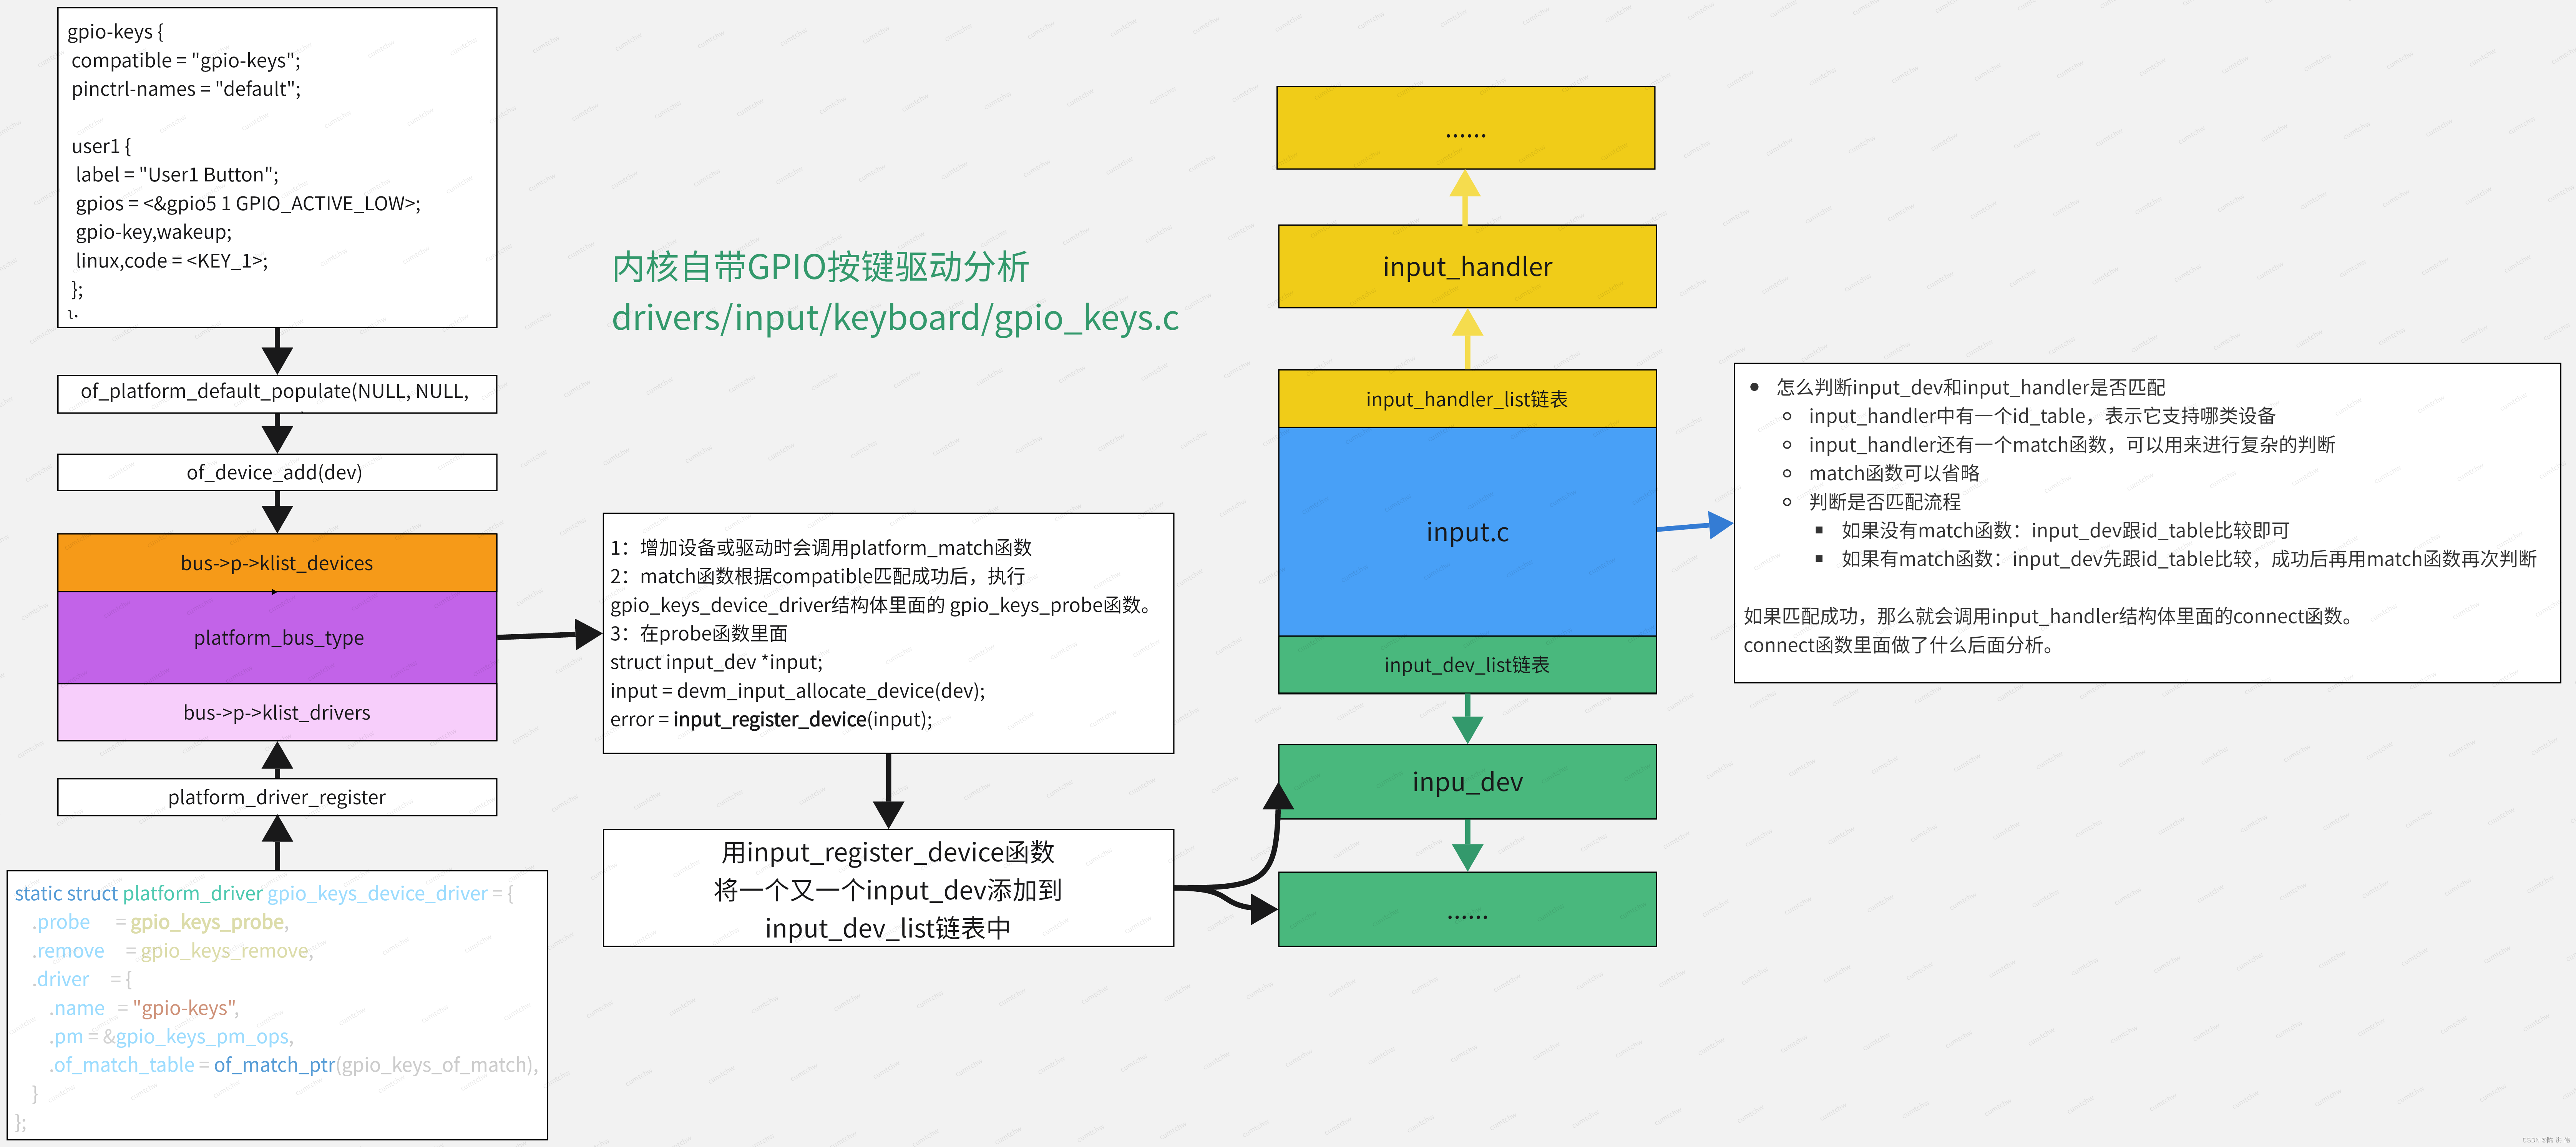 gpio-keys {
compatible = "gpio-keys";
pinctrl-names = "default";
user1 {
label = "User1 Button";
gpios = <&gpio5 1 GPIO_ACTIVE_LOW>;
gpio-key,wakeup;
linux,code = <KEY_1>;
};
};
of_platform_default_populate(NULL, NULL,
of_device_add(dev)
bus->p->klist_devices
platform_bus_type
bus->p->klist_drivers
platform_driver_register
static struct platform_driver gpio_keys_device_driver = {
.probe = gpio_keys_probe,
.remove = gpio_keys_remove,
.driver = {
.name = "gpio-keys",
.pm = &gpio_keys_pm_ops,
.of_match_table = of_match_ptr(gpio_keys_of_match),
}
};
内核自带GPIO按键驱动分析
drivers/input/keyboard/gpio_keys.c
1：增加设备或驱动时会调用platform_match函数
2：match函数根据compatible匹配成功后，执行
gpio_keys_device_driver结构体里面的 gpio_keys_probe函数。
3：在probe函数里面
struct input_dev *input;
input = devm_input_allocate_device(dev);
error = input_register_device(input);
用input_register_device函数
将一个又一个input_dev添加到
input_dev_list链表中
......
input_handler
input_handler_list链表
input.c
input_dev_list链表
inpu_dev
......
● 怎么判断input_dev和input_handler是否匹配
○ input_handler中有一个id_table，表示它支持哪类设备
○ input_handler还有一个match函数，可以用来进行复杂的判断
○ match函数可以省略
○ 判断是否匹配流程
■ 如果没有match函数：input_dev跟id_table比较即可
■ 如果有match函数：input_dev先跟id_table比较，成功后再用match函数再次判断
如果匹配成功，那么就会调用input_handler结构体里面的connect函数。
connect函数里面做了什么后面分析。